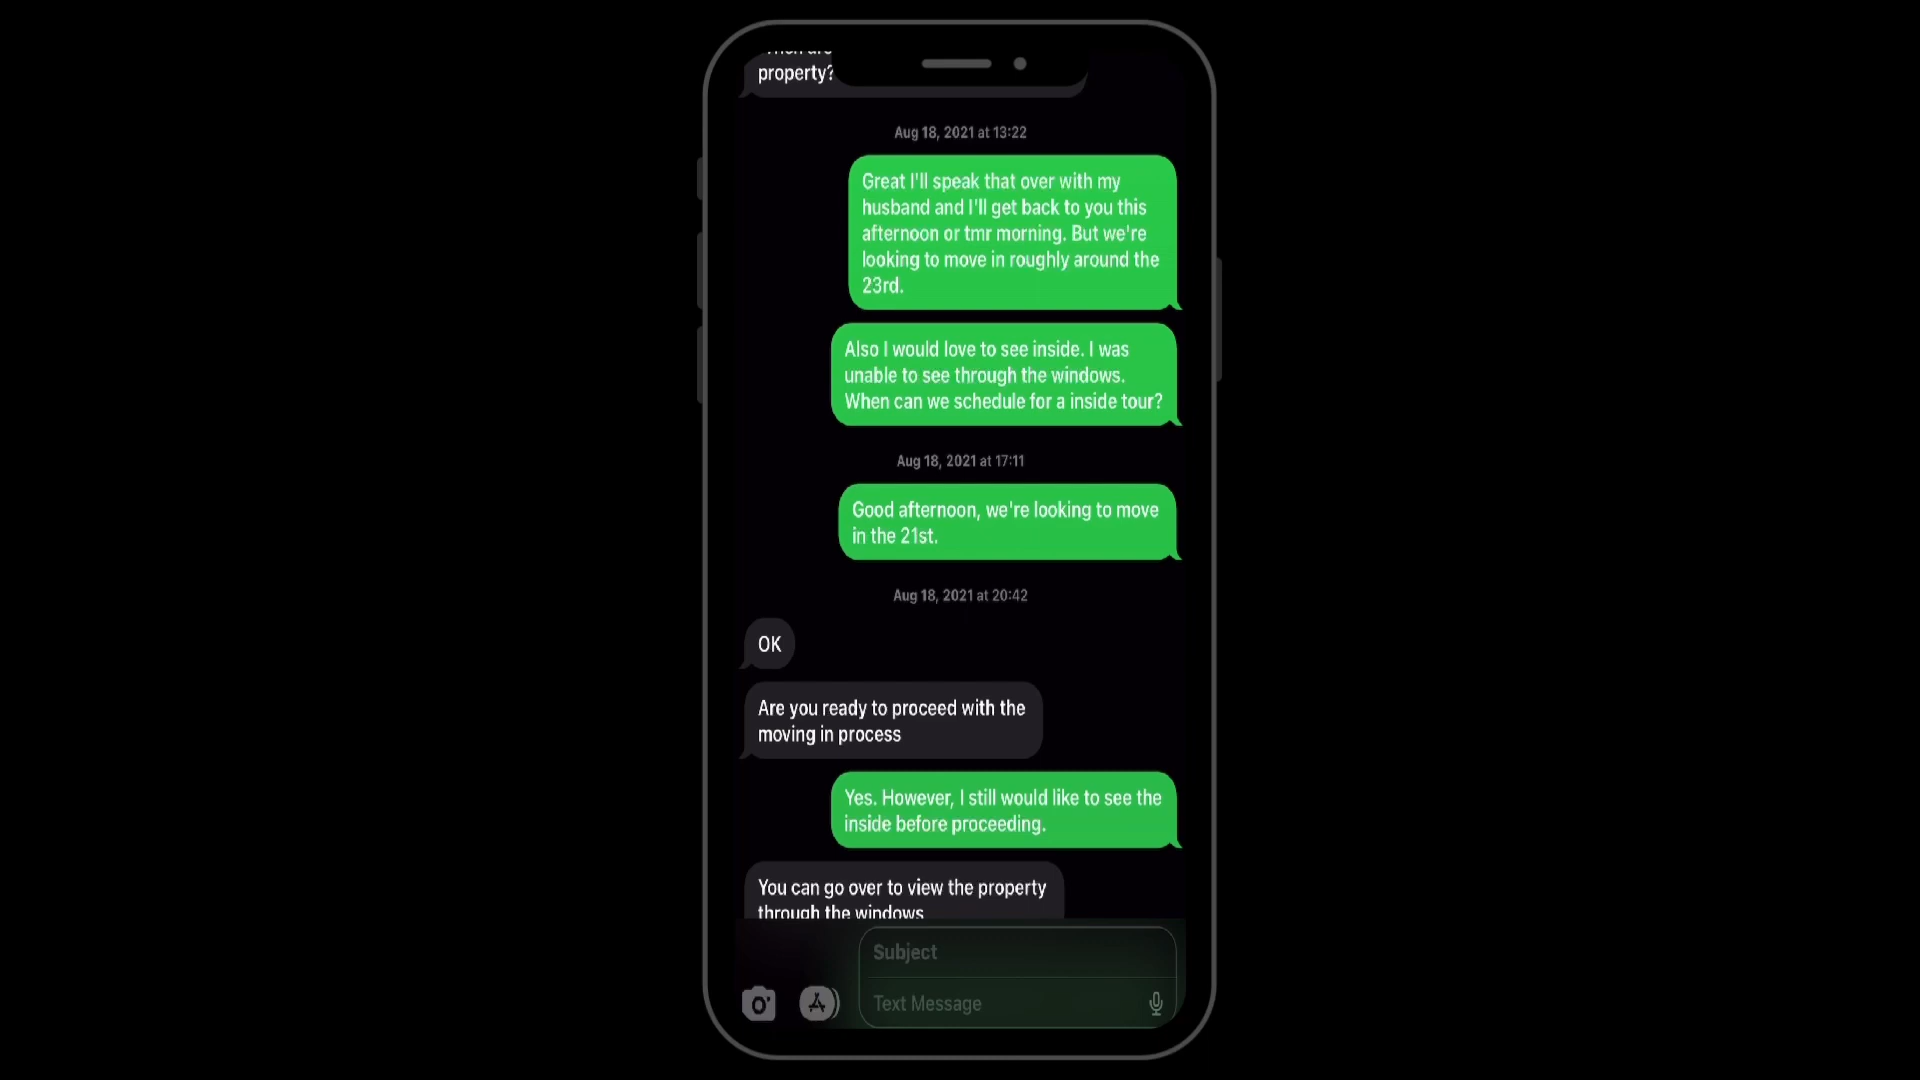 property?
Aug 18, 2021 at 13:22
Great I'll speak that over with my
husband and I'll get back to you this
afternoon or tmr morning. But we're
looking to move in roughly around the
23rd.
Also I would love to see inside. I was
unable to see through the windows.
When can we schedule for a inside tour?
Aug 18, 2021 at 17:11
Good afternoon, we're looking to move
in the 21st.
Aug 18, 2021 at 20:42
OK
Are you ready to proceed with the
moving in process
Yes. However, I still would like to see the
inside before proceeding.
You can go over to view the property
through the windows
Subject
Text Message